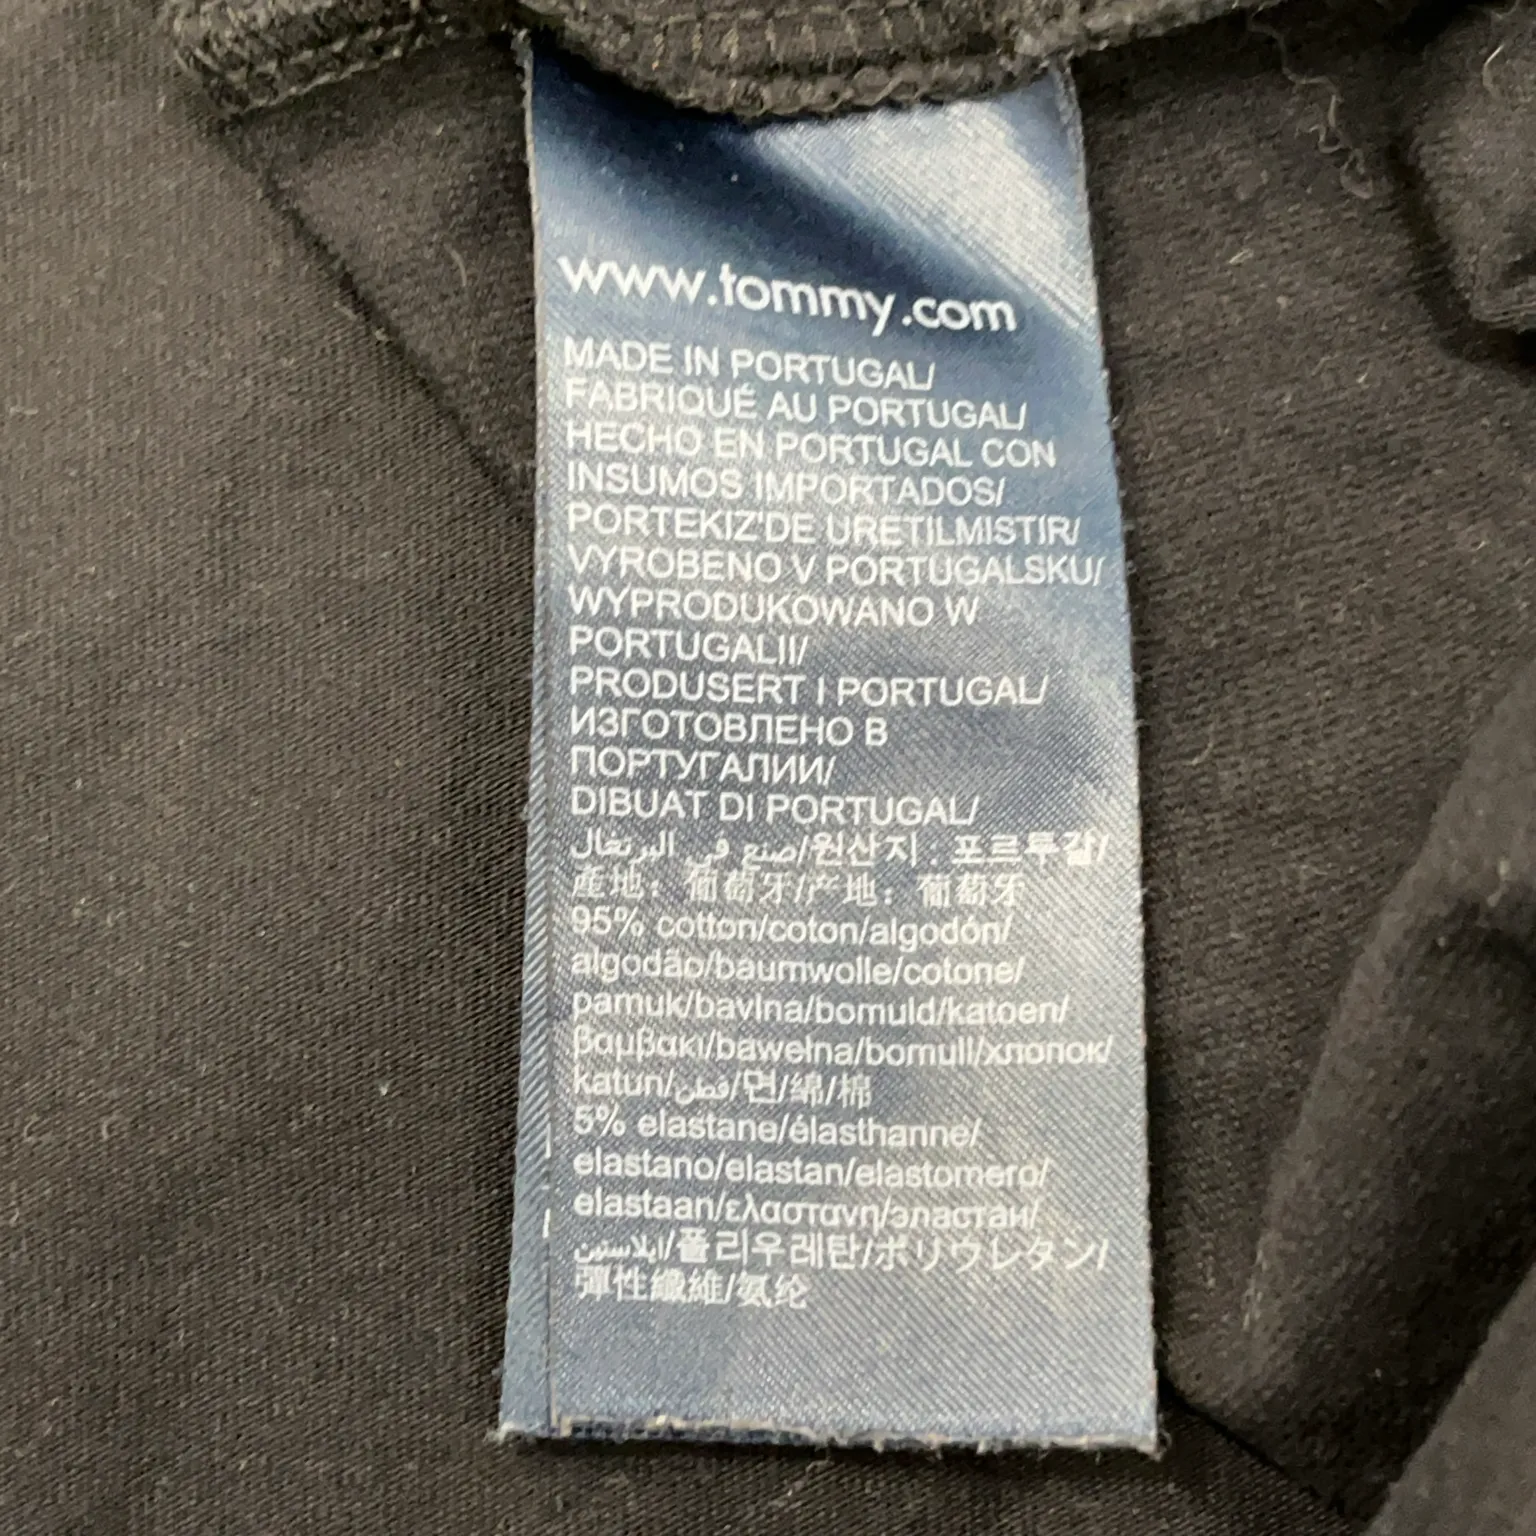 www.tommy.com
MADE IN PORTUGAL/
FABRIQUÉ AU PORTUGAL/
HECHO EN PORTUGAL CON
INSUMOS IMPORTADOS/
PORTEKIZ'DE URETILMISTIR/
VYROBENO V PORTUGALSKU/
WYPRODUKOWANO W
PORTUGALII/
PRODUSERT I PORTUGAL/
ИЗГОТОВЛЕНО В
ПОРТУГАЛИИ/
DIBUAT DI PORTUGAL/
صنع في البرتغال/원산지 : 포르투갈/
産地：葡萄牙/产地：葡萄牙
95% cotton/coton/algodón/
algodão/baumwolle/cotone/
pamuk/bavlna/bomuld/katoen/
βαμβακι/bawełna/bomull/хлопок/
katun/قطن/면/綿/棉
5% elastane/élasthanne/
elastano/elastan/elastomero/
elastaan/ελαστανη/эластан/
ايلاستين/폴리우레탄/ポリウレタン/
彈性纖維/氨纶